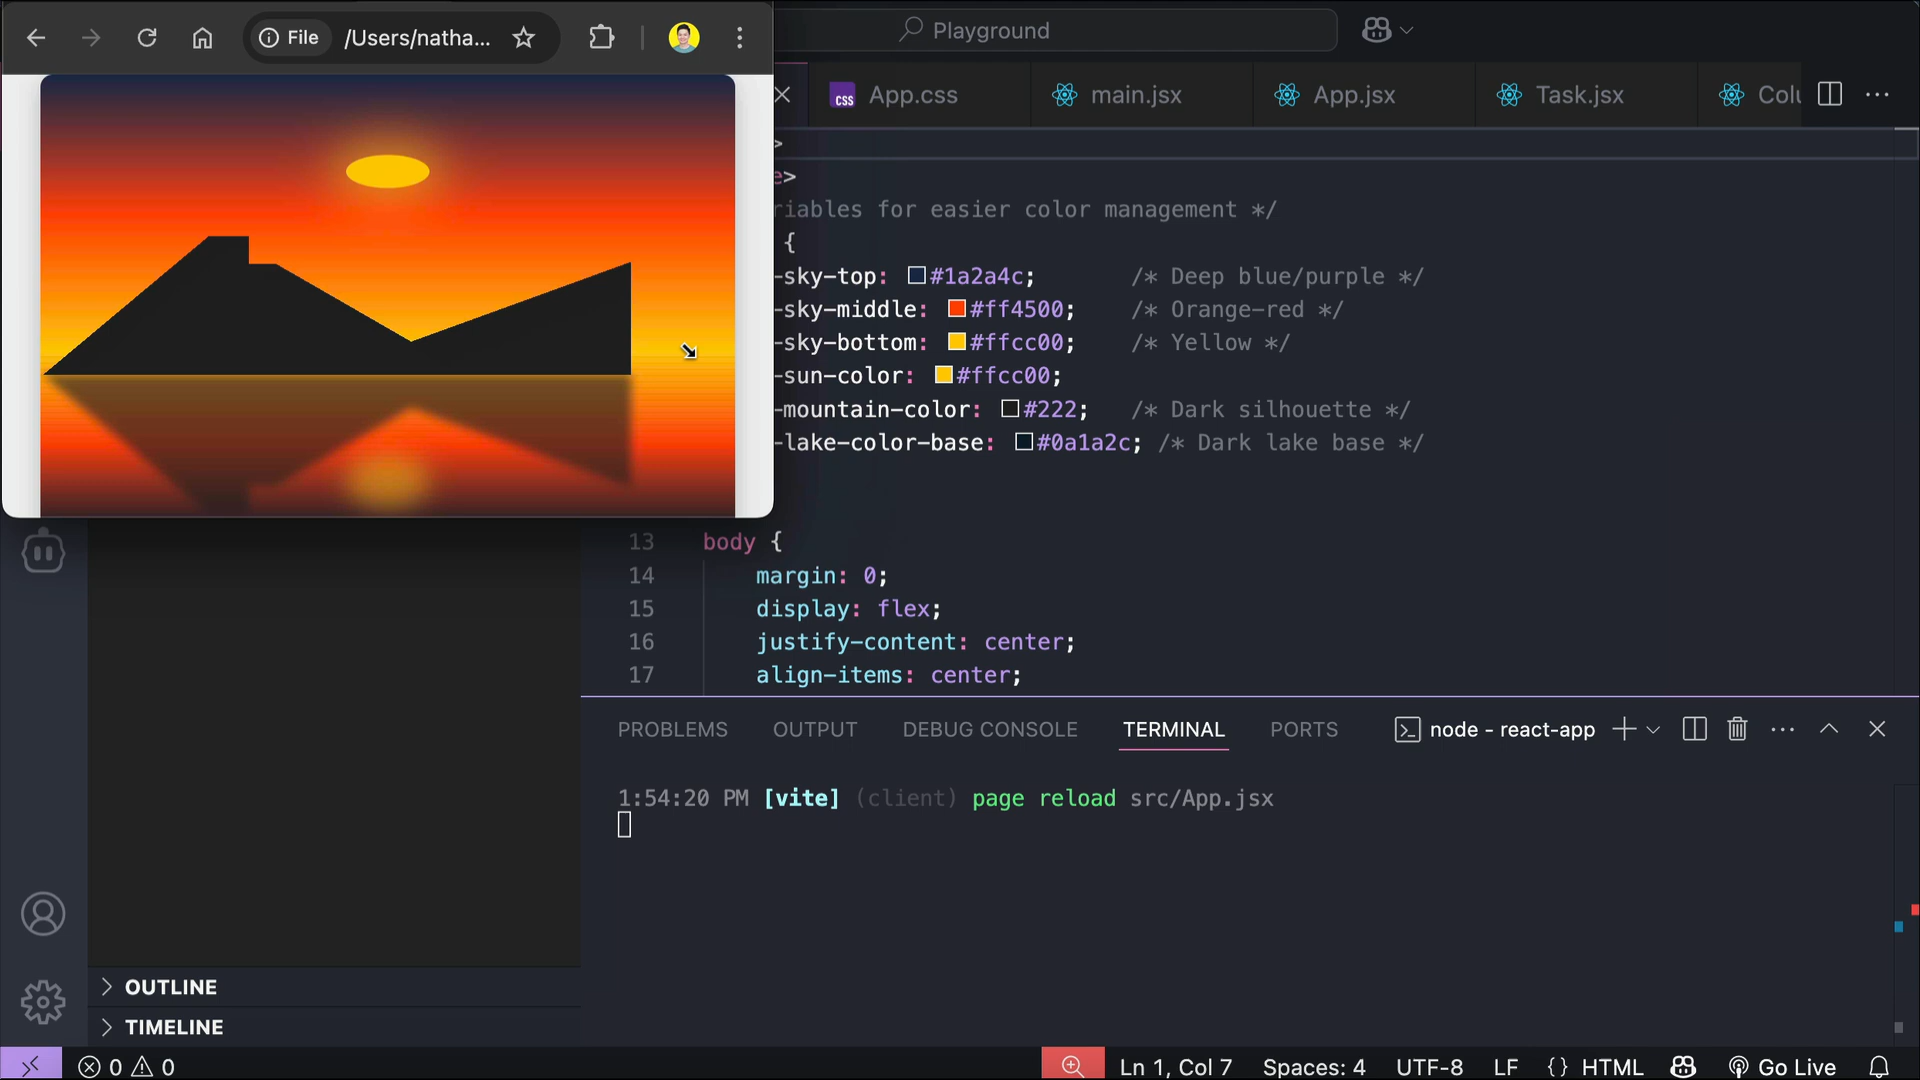 File /Users/natha...
Playground
App.css main.jsx App.jsx Task.jsx Colu
>
e>
riables for easier color management */
{
-sky-top: #1a2a4c; /* Deep blue/purple */
-sky-middle: #ff4500; /* Orange-red */
-sky-bottom: #ffcc00; /* Yellow */
-sun-color: #ffcc00;
-mountain-color: #222; /* Dark silhouette */
-lake-color-base: #0a1a2c; /* Dark lake base */
13 body {
14 margin: 0;
15 display: flex;
16 justify-content: center;
17 align-items: center;
PROBLEMS OUTPUT DEBUG CONSOLE TERMINAL PORTS node - react-app
1:54:20 PM [vite] (client) page reload src/App.jsx
OUTLINE
TIMELINE
0 0 Ln 1, Col 7 Spaces: 4 UTF-8 LF {} HTML Go Live